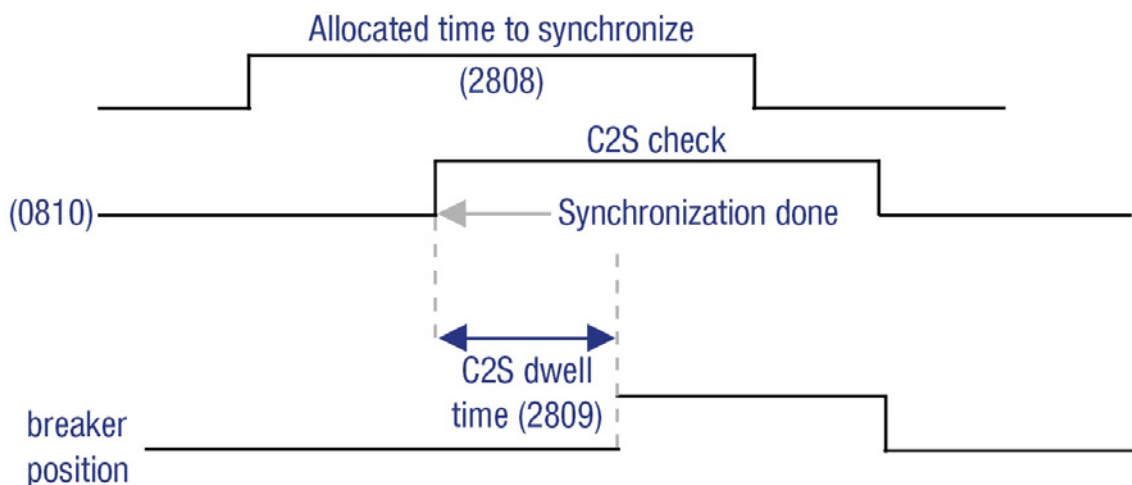 Allocated time to synchronize
(2808)
C2S check
(0810)
Synchronization done
C2S dwell
time (2809)
breaker
position